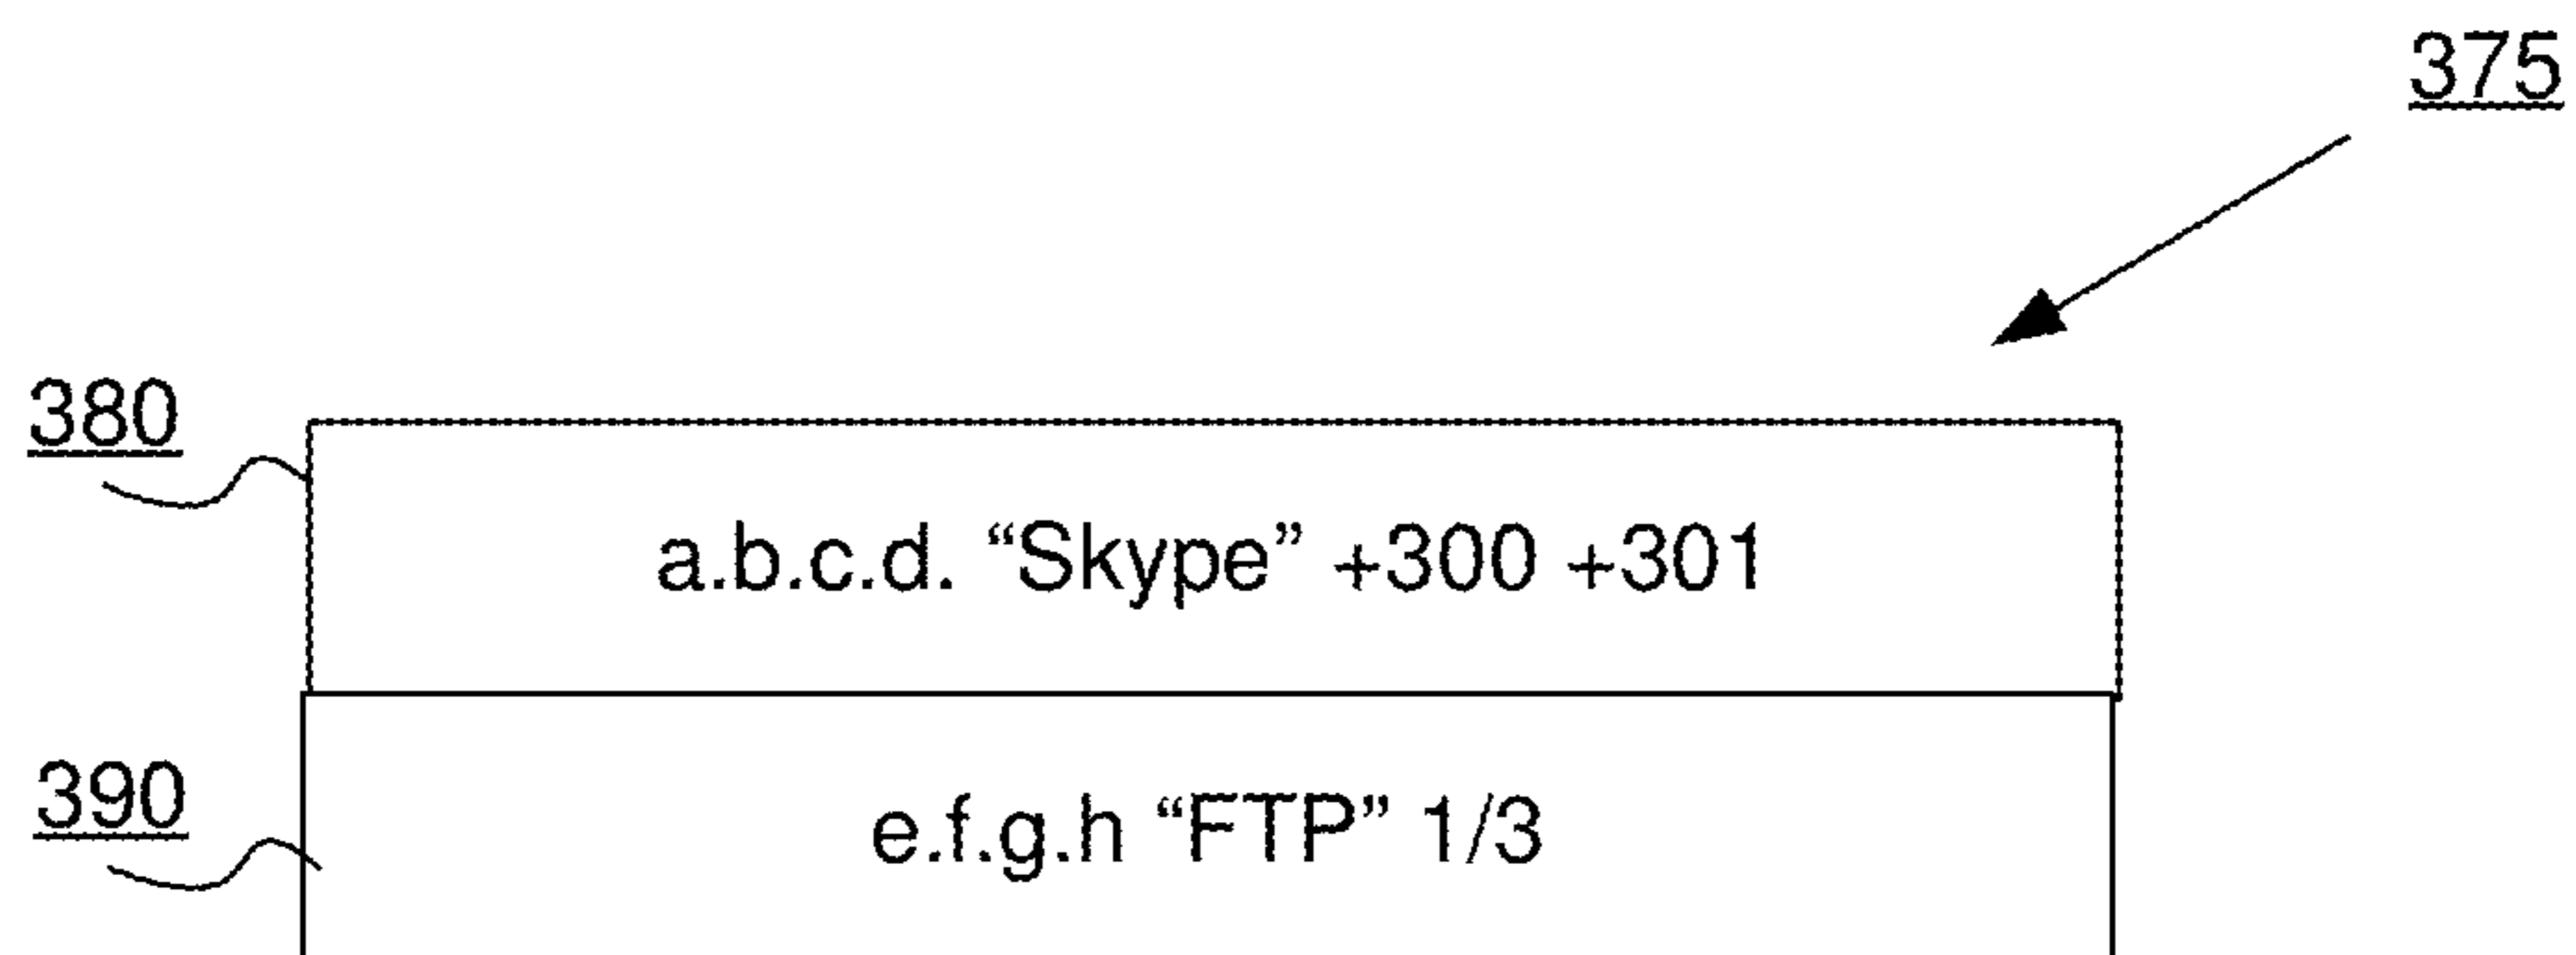 375
380
a.b.c.d. “Skype” +300 +301
390
e.f.g.h “FTP” 1/3